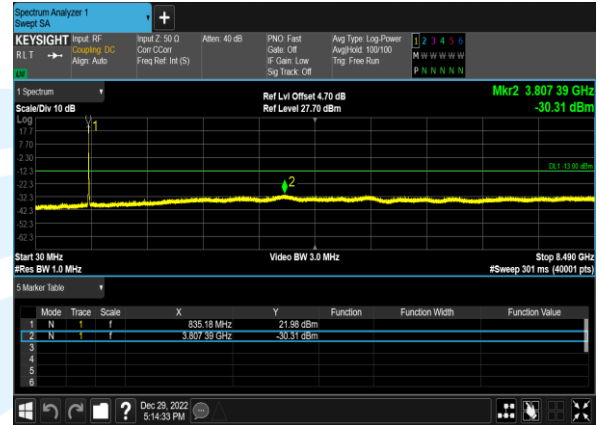 Spectrum Analyzer 1
Swept SA
+
KEYSIGHT Input: RF Input Z: 50 Ω Atten: 40 dB PNO: Fast Avg Type: Log-Power 1 2 3 4 5 6
RLT Coupling: DC Corr CCorr Gate: Off Avg|Hold: 100/100 M W W W W W
Align: Auto Freq Ref: Int (S) IF Gain: Low Trig: Free Run P N N N N N
Sig Track: Off
1 Spectrum Ref Lvl Offset 4.70 dB Mkr2 3.807 39 GHz
Scale/Div 10 dB Ref Level 27.70 dBm -30.31 dBm
Log
17.7
7.70
-2.30
-12.3
-22.3
-32.3
-42.3
-52.3
-62.3
1
DL1 -13.00 dBm
2
Start 30 MHz Video BW 3.0 MHz Stop 8.490 GHz
#Res BW 1.0 MHz #Sweep 301 ms (40001 pts)
5 Marker Table
Mode Trace Scale X Y Function Function Width Function Value
1 N 1 f 835.18 MHz 21.98 dBm
2 N 1 f 3.807 39 GHz -30.31 dBm
3
4
5
6
? Dec 29, 2022
5:14:33 PM